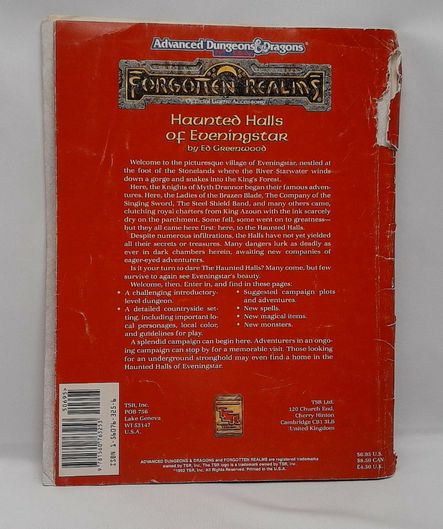 Advanced Dungeons & Dragons
FORGOTTEN REALMS
Official Game Accessory
Haunted Halls
of Eveningstar
by Ed Greenwood
Welcome to the picturesque village of Eveningstar, nestled at
the foot of the Stonelands where the River Starwater winds
down a gorge and snakes into the King's Forest.
Here, the Knights of Myth Drannor began their famous adven-
tures. Here, the Ladies of the Brazen Blade, The Company of the
Singing Sword, The Steel Shield Band, and many others came,
clutching royal charters from King Azoun with the ink scarcely
dry on the parchment. Some fell, some went on to greatness—
but they all came here first: here, to the Haunted Halls.
Despite numerous infiltrations, the Halls have not yet yielded
all their secrets or treasures. Many dangers lurk as deadly as
ever in dark chambers herein, awaiting new companies of
eager-eyed adventurers.
Is it your turn to dare The Haunted Halls? Many come, but few
survive to again see Eveningstar's beauty.
Welcome, then. Enter in, and find in these pages:
• A challenging introductory-
level dungeon.
• A detailed countryside set-
ting, including important lo-
cal personages, local color,
and guidelines for play.
• Suggested campaign plots
and adventures.
• New spells.
• New magical items.
• New monsters.
A splendid campaign can begin here. Adventurers in an ongo-
ing campaign can stop by for a memorable visit. Those looking
for an underground stronghold may even find a home in the
Haunted Halls of Eveningstar.
50695
9781560763253
ISBN 1-56076-325-6
TSR, Inc.
POB 756
Lake Geneva
WI 53147
U.S.A.
TSR
TSR Ltd.
120 Church End,
Cherry Hinton
Cambridge CB1 3LB
United Kingdom
$6.95 U.S.
$8.50 CAN
£4.50 U.K.
ADVANCED DUNGEONS & DRAGONS and FORGOTTEN REALMS are registered trademarks
owned by TSR, Inc. The TSR logo is a trademark owned by TSR, Inc.
©1992 TSR, Inc. All Rights Reserved. Printed in the U.S.A.